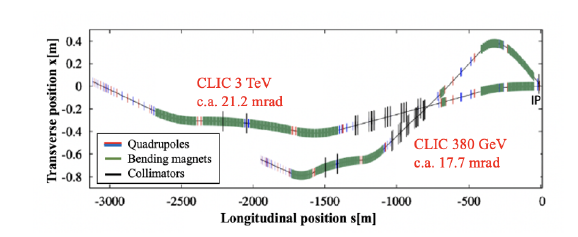 0.4
0.2
0
-0.2
-0.4
-0.6
-0.8
Transverse position x[m]
CLIC 3 TeV
c.a. 21.2 mrad
IP
CLIC 380 GeV
c.a. 17.7 mrad
Quadrupoles
Bending magnets
Collimators
-3000 -2500 -2000 -1500 -1000 -500 0
Longitudinal position s[m]